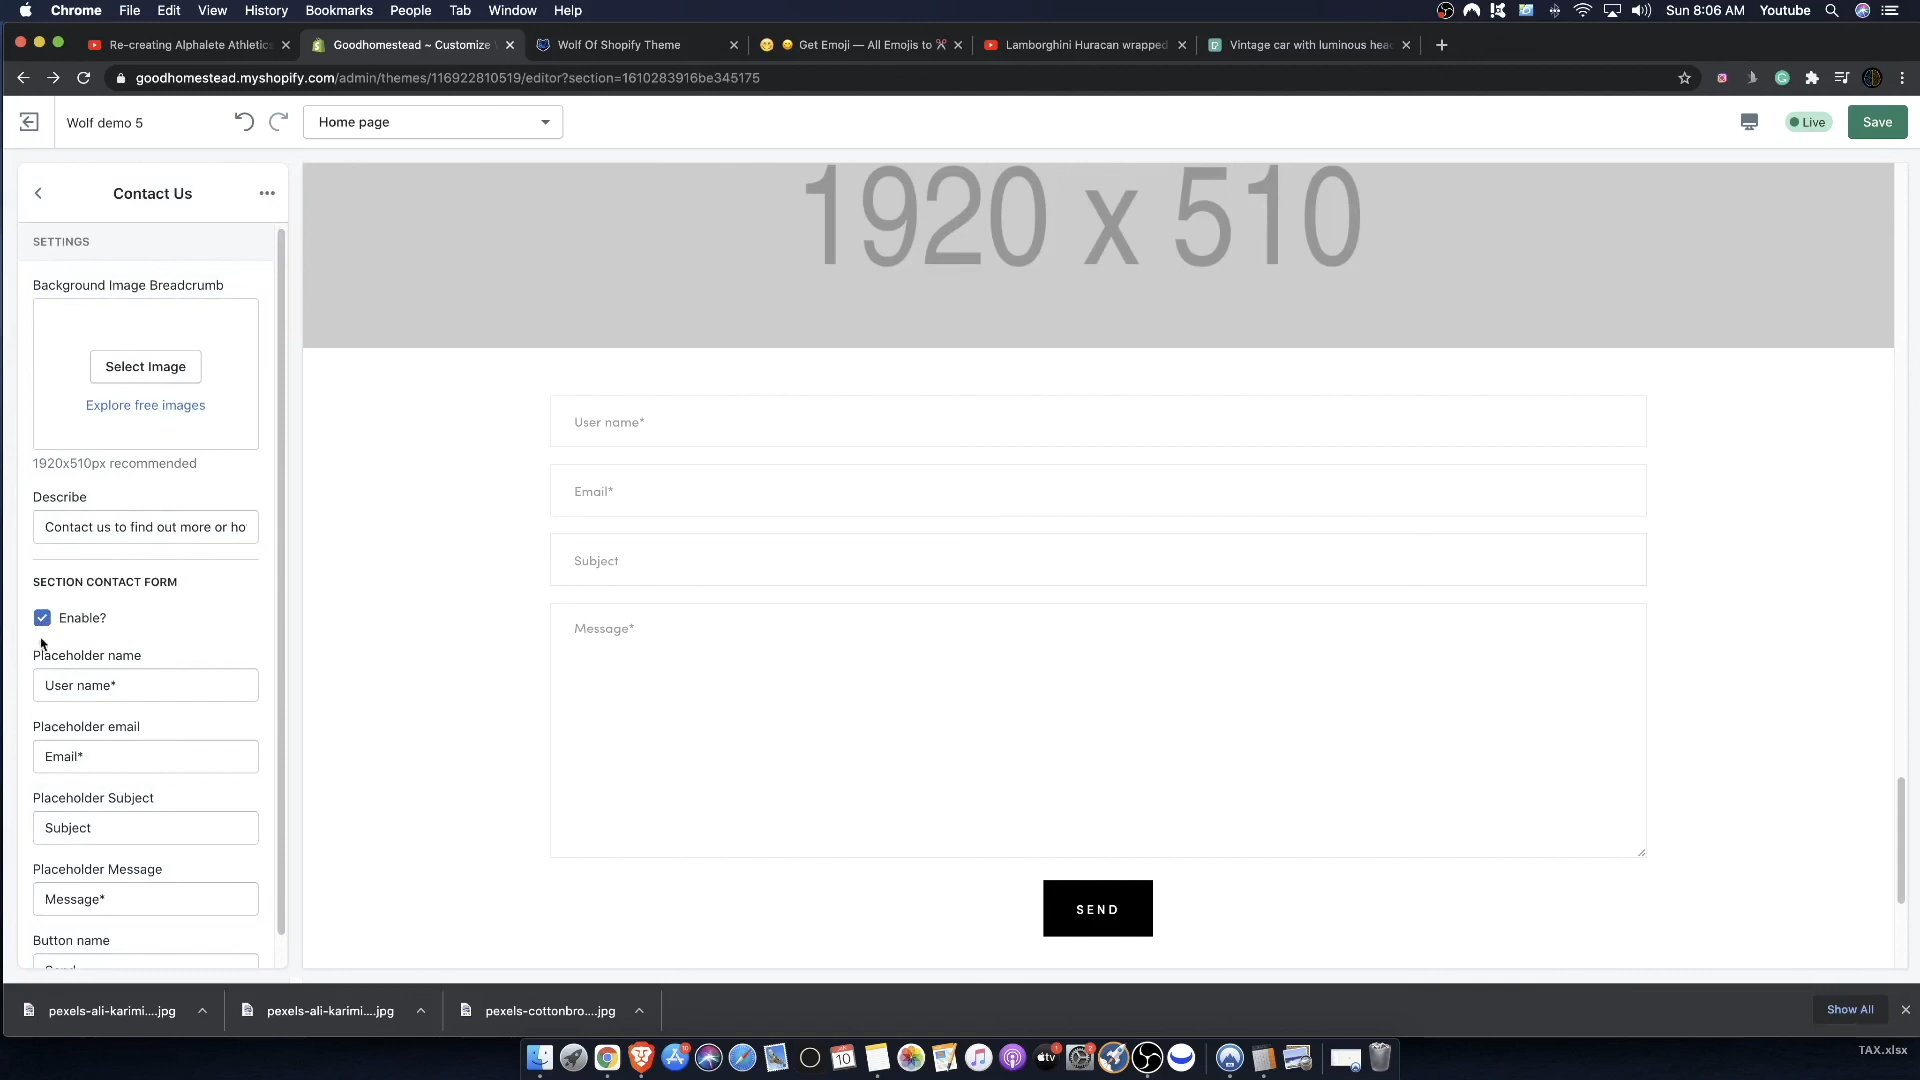 Chrome File Edit View History Bookmarks People Tab Window Help
Sun 8:06 AM Youtube
Re-creating Alphalete Athletics
Goodhomestead ~ Customize
Wolf Of Shopify Theme
Get Emoji — All Emojis to
Lamborghini Huracan wrapped
Vintage car with luminous hea
goodhomestead.myshopify.com/admin/themes/116922810519/editor?section=1610283916be345175
Wolf demo 5
Home page
Live
Save
Contact Us
SETTINGS
Background Image Breadcrumb
Select Image
Explore free images
1920x510px recommended
Describe
Contact us to find out more or ho
SECTION CONTACT FORM
Enable?
Placeholder name
User name*
Placeholder email
Email*
Placeholder Subject
Subject
Placeholder Message
Message*
Button name
1920 x 510
User name*
Email*
Subject
Message*
SEND
pexels-ali-karimi....jpg
pexels-ali-karimi....jpg
pexels-cottonbro....jpg
Show All
10
TAX.xlsx